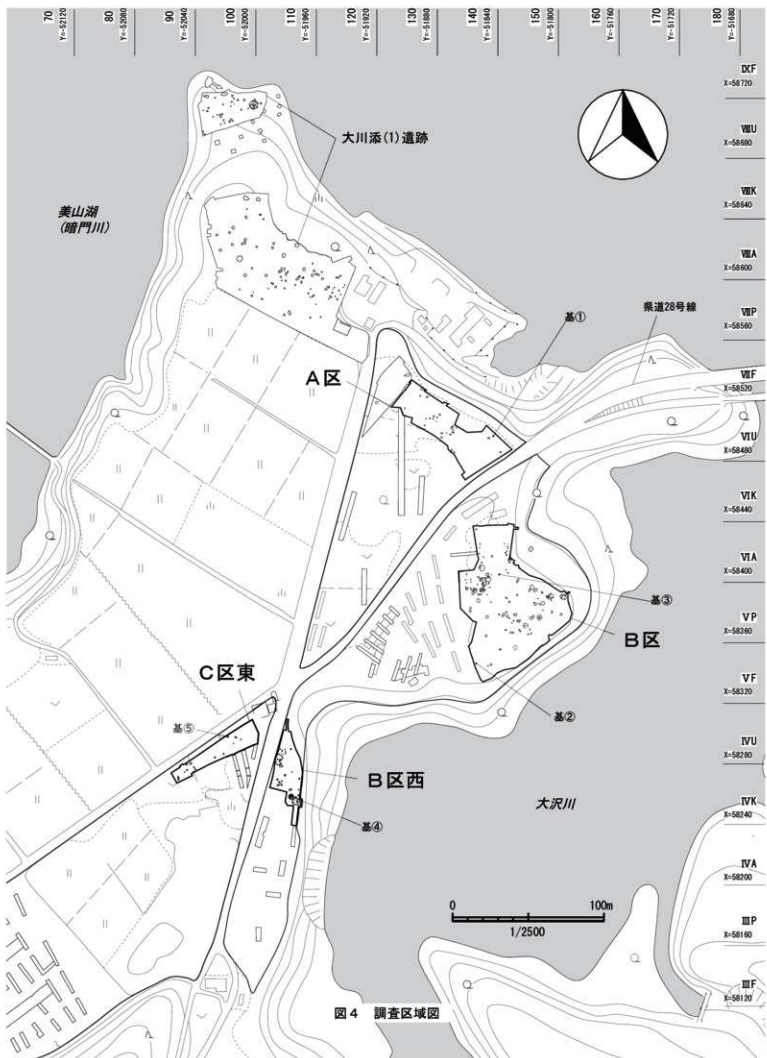 70
Y=-52120
80
Y=-52080
90
Y=-52040
100
Y=-52000
110
Y=-51960
120
Y=-51920
130
Y=-51880
140
Y=-51840
150
Y=-51800
160
Y=-51760
170
Y=-51720
180
Y=-51680
ⅨF
X=58720
ⅧU
X=58680
ⅧK
X=58640
ⅧA
X=58600
ⅦP
X=58560
ⅦF
X=58520
ⅥU
X=58480
ⅥK
X=58440
ⅥA
X=58400
ⅤP
X=58360
ⅤF
X=58320
ⅣU
X=58280
ⅣK
X=58240
ⅣA
X=58200
ⅢP
X=58160
ⅢF
X=58120
大川添(1)遺跡
美山湖
(暗門川)
県道28号線
基①
A区
基③
B区
基②
C区東
基⑤
B区西
基④
大沢川
0
100m
1/2500
図4 調査区域図